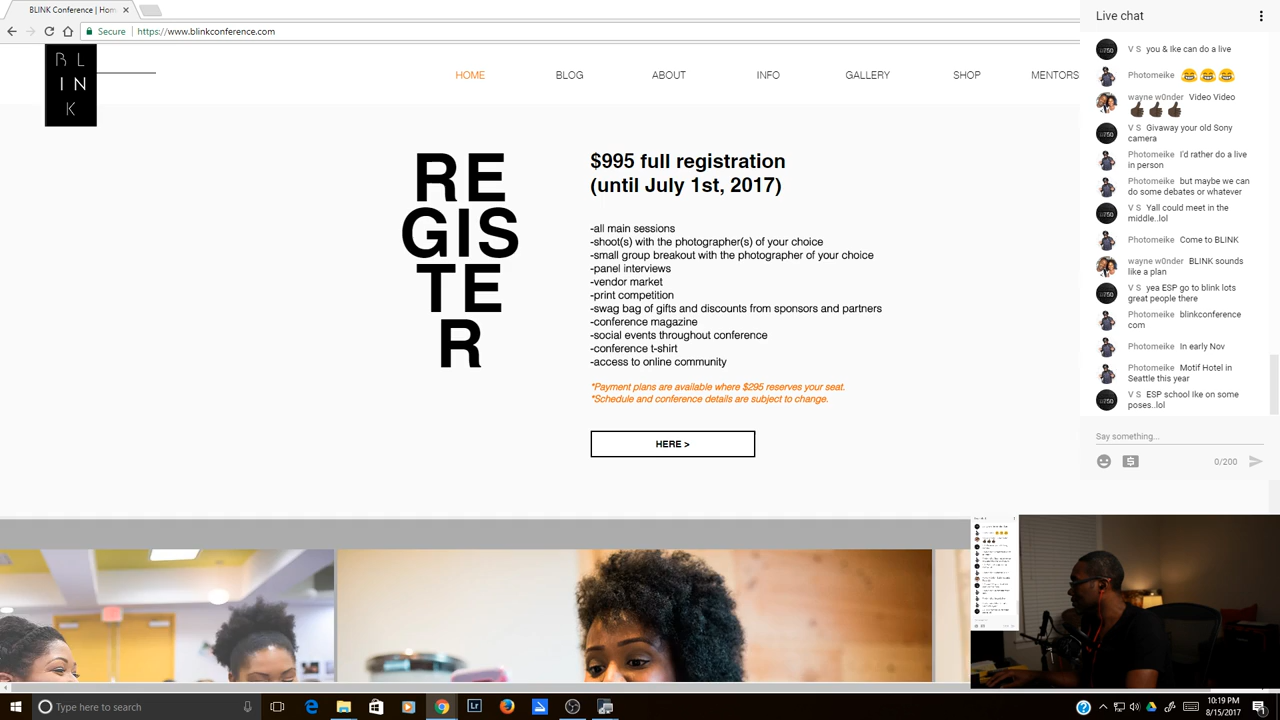 BLINK Conference | Hom
Secure
https://www.blinkconference.com
BL
IN
K
HOME
BLOG
ABOUT
INFO
GALLERY
SHOP
MENTORS
RE
GIS
TE
R
$995 full registration
(until July 1st, 2017)
-all main sessions
-shoot(s) with the photographer(s) of your choice
-small group breakout with the photographer of your choice
-panel interviews
-vendor market
-print competition
-swag bag of gifts and discounts from sponsors and partners
-conference magazine
-social events throughout conference
-conference t-shirt
-access to online community
*Payment plans are available where $295 reserves your seat.
*Schedule and conference details are subject to change.
HERE >
Live chat
V S you & Ike can do a live
Photomeike 😂😂😂
wayne w0nder Video Video
👍🏿👍🏿👍🏿
V S Givaway your old Sony
camera
Photomeike I'd rather do a live
in person
Photomeike but maybe we can
do some debates or whatever
V S Yall could meet in the
middle..lol
Photomeike Come to BLINK
wayne w0nder BLINK sounds
like a plan
V S yea ESP go to blink lots
great people there
Photomeike blinkconference
com
Photomeike In early Nov
Photomeike Motif Hotel in
Seattle this year
V S ESP school Ike on some
poses..lol
Say something...
0/200
Type here to search
10:19 PM
8/15/2017